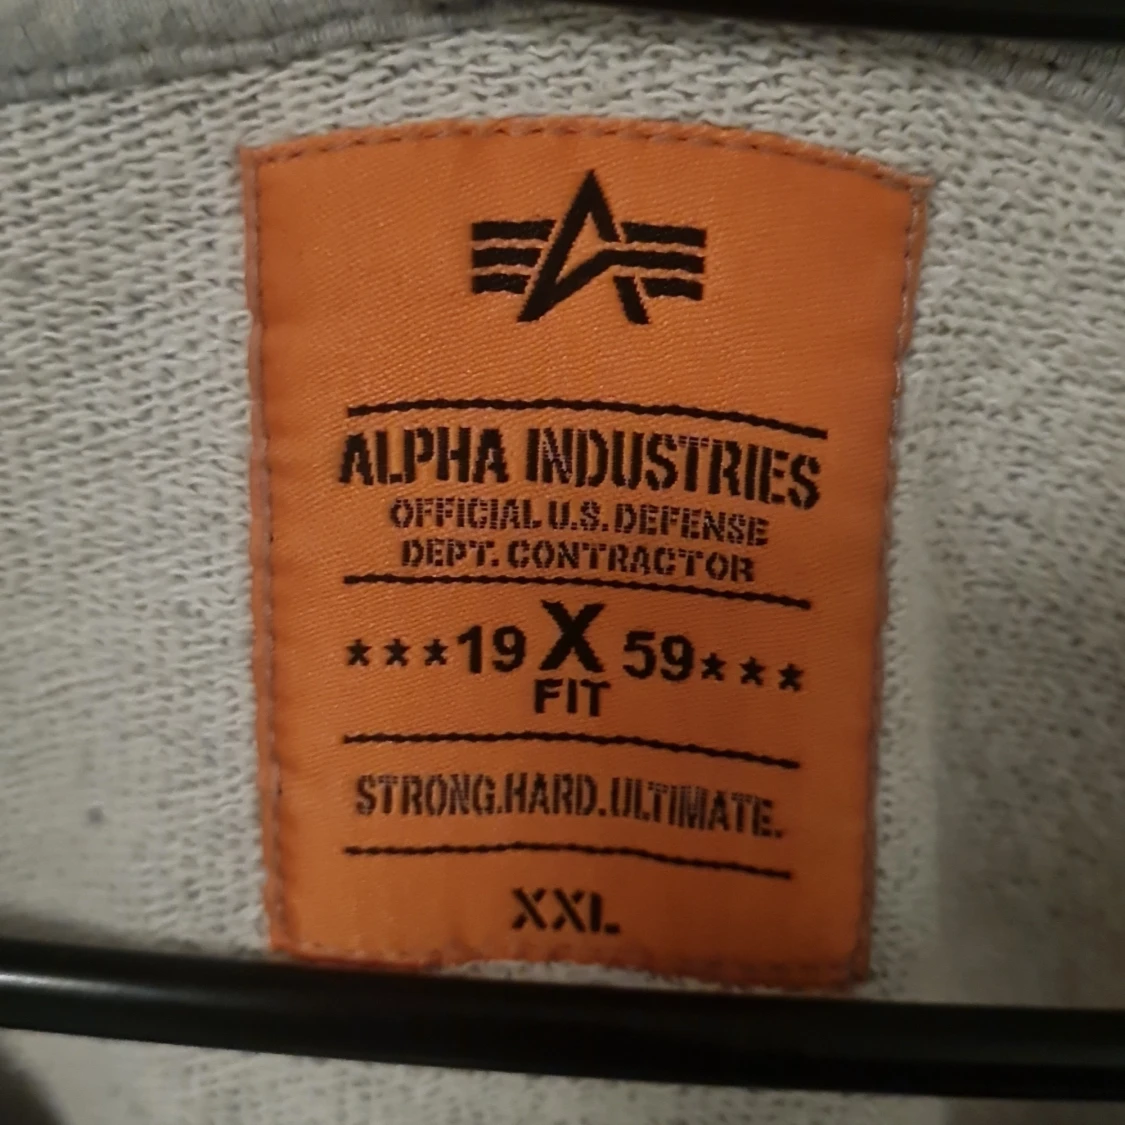 ALPHA INDUSTRIES
OFFICIAL U.S. DEFENSE
DEPT. CONTRACTOR
***19 X 59***
FIT
STRONG.HARD.ULTIMATE.
XXL